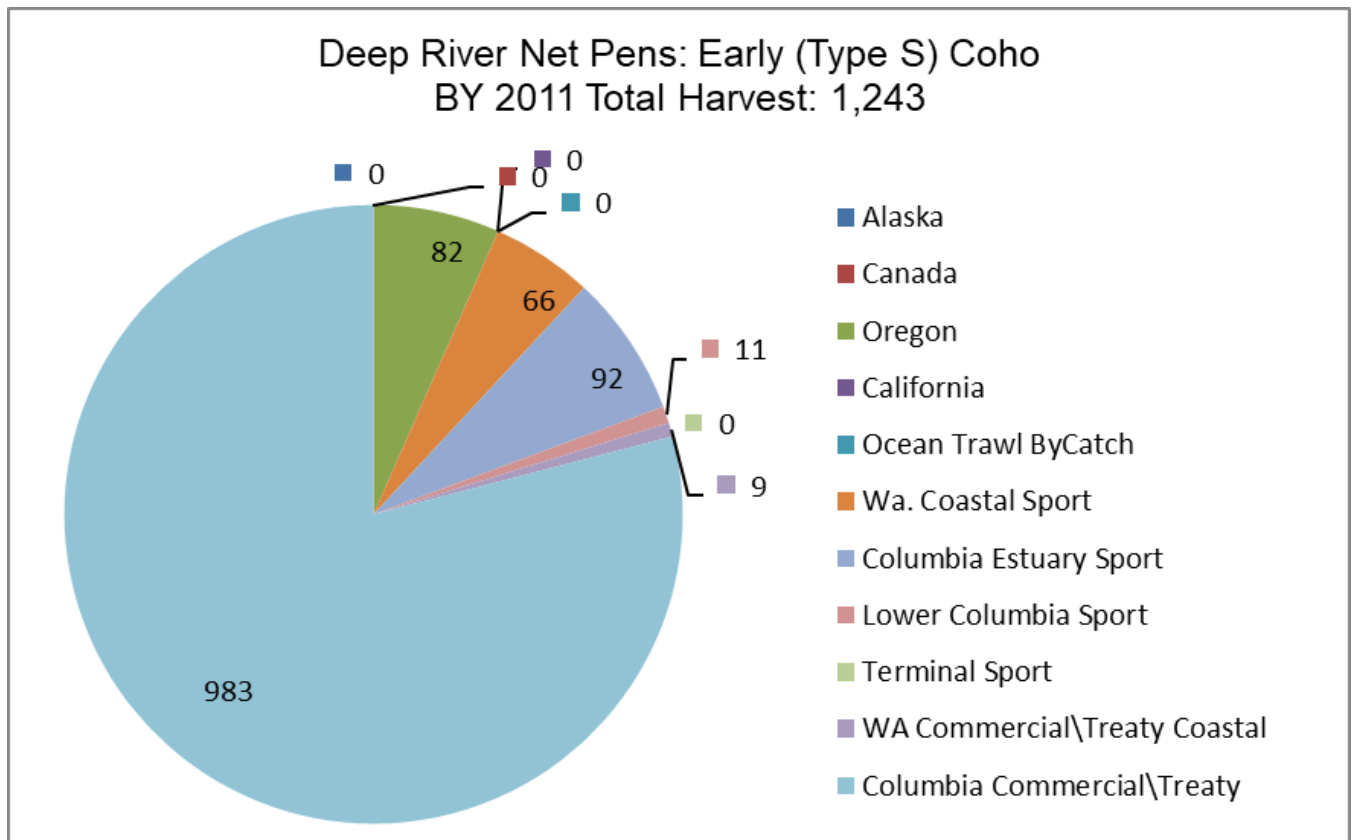 Deep River Net Pens: Early (Type S) Coho
BY 2011 Total Harvest: 1,243
0
0
0
0
82
66
92
11
0
9
983
Alaska
Canada
Oregon
California
Ocean Trawl ByCatch
Wa. Coastal Sport
Columbia Estuary Sport
Lower Columbia Sport
Terminal Sport
WA Commercial\Treaty Coastal
Columbia Commercial\Treaty